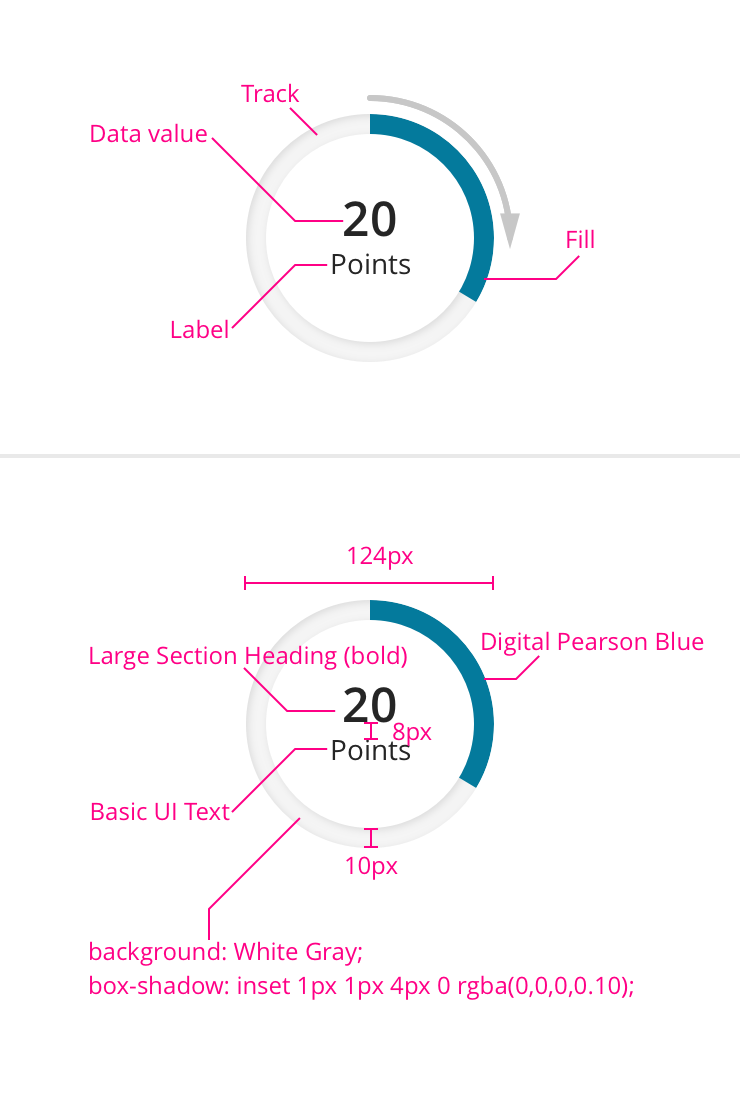 Track
Data value
20
Points
Fill
Label
124px
Digital Pearson Blue
Large Section Heading (bold)
20
8px
Points
Basic UI Text
10px
background: White Gray;
box-shadow: inset 1px 1px 4px 0 rgba(0,0,0,0.10);